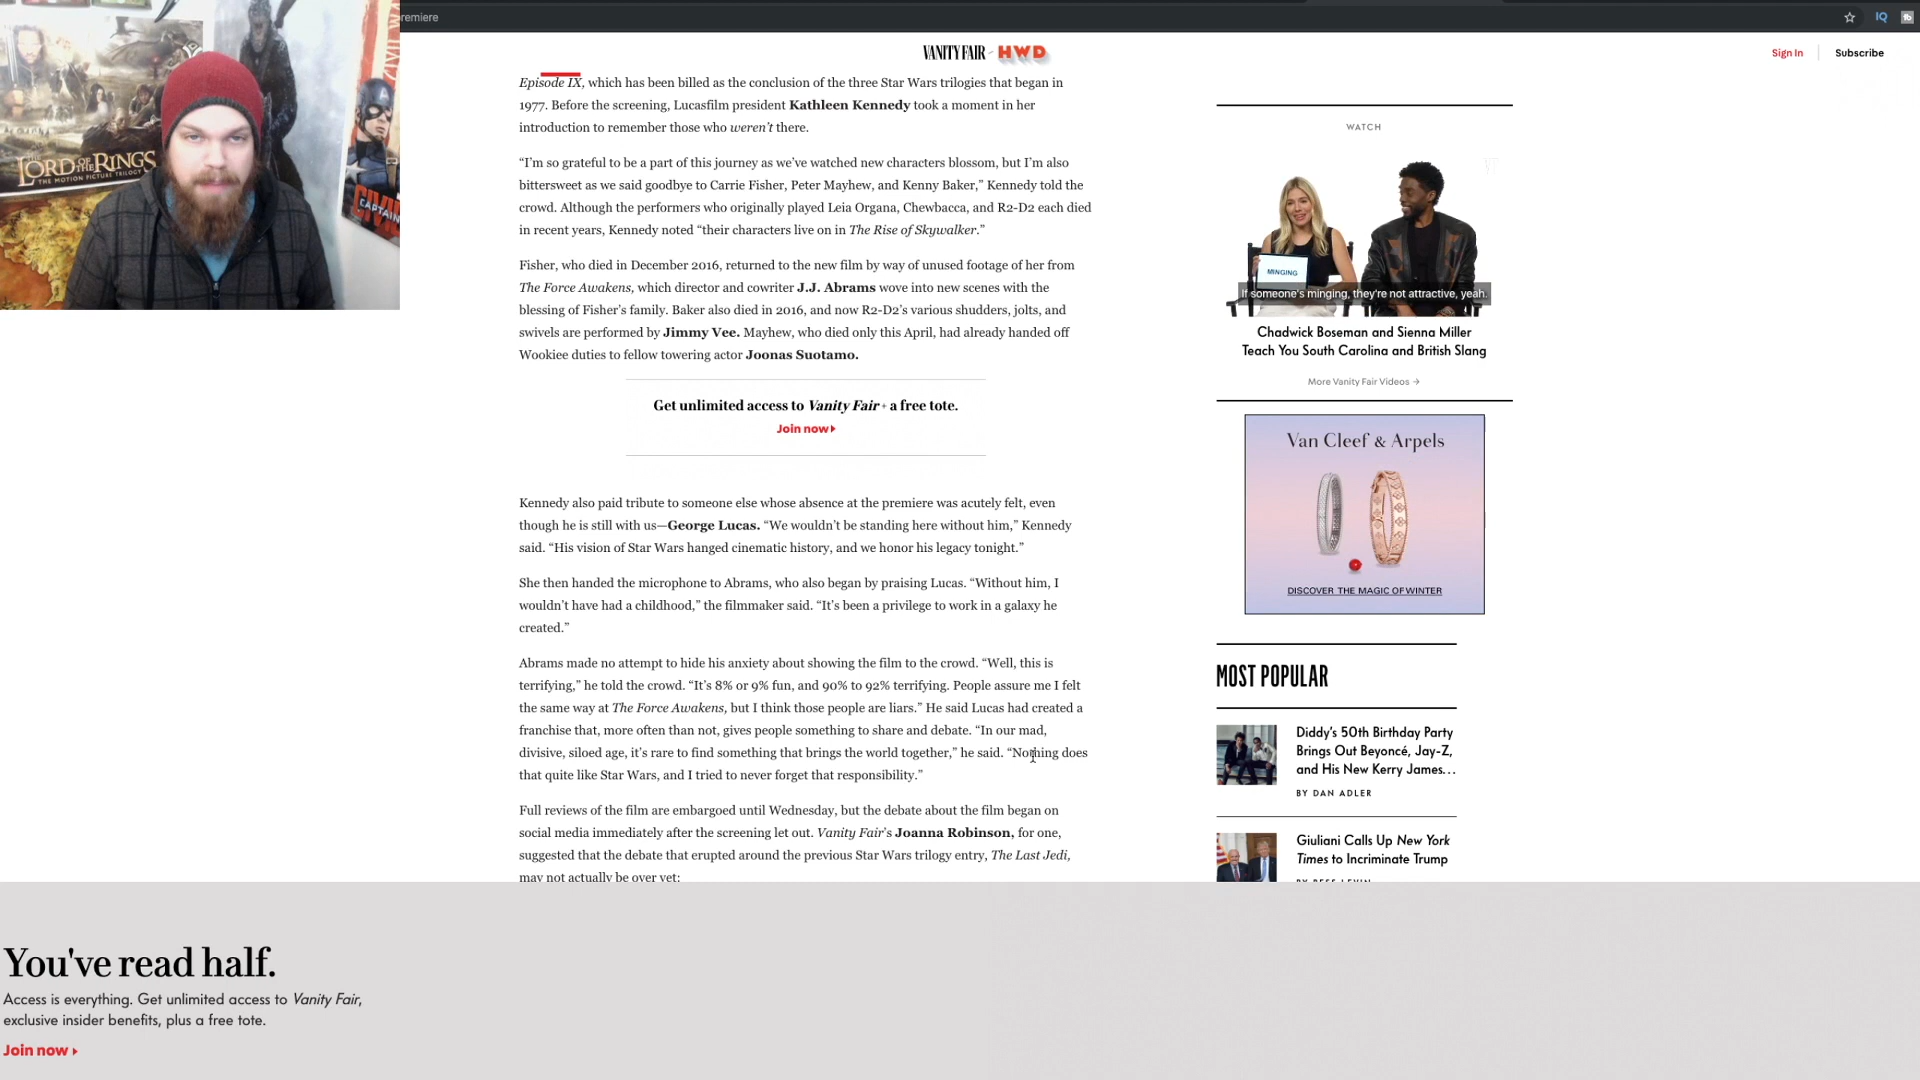 remiere
IQ
VANITY FAIR
HWD
Sign In
Subscribe
LORD OF THE RINGS
THE MOTION PICTURE TRILOGY
CIVIL
CAPTAIN
Episode IX, which has been billed as the conclusion of the three Star Wars trilogies that began in
1977. Before the screening, Lucasfilm president Kathleen Kennedy took a moment in her
introduction to remember those who weren’t there.
“I’m so grateful to be a part of this journey as we’ve watched new characters blossom, but I’m also
bittersweet as we said goodbye to Carrie Fisher, Peter Mayhew, and Kenny Baker,” Kennedy told the
crowd. Although the performers who originally played Leia Organa, Chewbacca, and R2-D2 each died
in recent years, Kennedy noted “their characters live on in The Rise of Skywalker.”
Fisher, who died in December 2016, returned to the new film by way of unused footage of her from
The Force Awakens, which director and cowriter J.J. Abrams wove into new scenes with the
blessing of Fisher’s family. Baker also died in 2016, and now R2-D2’s various shudders, jolts, and
swivels are performed by Jimmy Vee. Mayhew, who died only this April, had already handed off
Wookiee duties to fellow towering actor Joonas Suotamo.
Get unlimited access to Vanity Fair + a free tote.
Join now
Kennedy also paid tribute to someone else whose absence at the premiere was acutely felt, even
though he is still with us—George Lucas. “We wouldn’t be standing here without him,” Kennedy
said. “His vision of Star Wars hanged cinematic history, and we honor his legacy tonight.”
She then handed the microphone to Abrams, who also began by praising Lucas. “Without him, I
wouldn’t have had a childhood,” the filmmaker said. “It’s been a privilege to work in a galaxy he
created.”
Abrams made no attempt to hide his anxiety about showing the film to the crowd. “Well, this is
terrifying,” he told the crowd. “It’s 8% or 9% fun, and 90% to 92% terrifying. People assure me I felt
the same way at The Force Awakens, but I think those people are liars.” He said Lucas had created a
franchise that, more often than not, gives people something to share and debate. “In our mad,
divisive, siloed age, it’s rare to find something that brings the world together,” he said. “Nothing does
that quite like Star Wars, and I tried to never forget that responsibility.”
Full reviews of the film are embargoed until Wednesday, but the debate about the film began on
social media immediately after the screening let out. Vanity Fair’s Joanna Robinson, for one,
suggested that the debate that erupted around the previous Star Wars trilogy entry, The Last Jedi,
may not actually be over yet:
WATCH
MINGING
If someone's minging, they're not attractive, yeah.
Chadwick Boseman and Sienna Miller
Teach You South Carolina and British Slang
More Vanity Fair Videos →
Van Cleef & Arpels
DISCOVER THE MAGIC OF WINTER
MOST POPULAR
Diddy’s 50th Birthday Party
Brings Out Beyoncé, Jay-Z,
and His New Kerry James…
BY DAN ADLER
Giuliani Calls Up New York
Times to Incriminate Trump
BY BESS LEVIN
You've read half.
Access is everything. Get unlimited access to Vanity Fair,
exclusive insider benefits, plus a free tote.
Join now